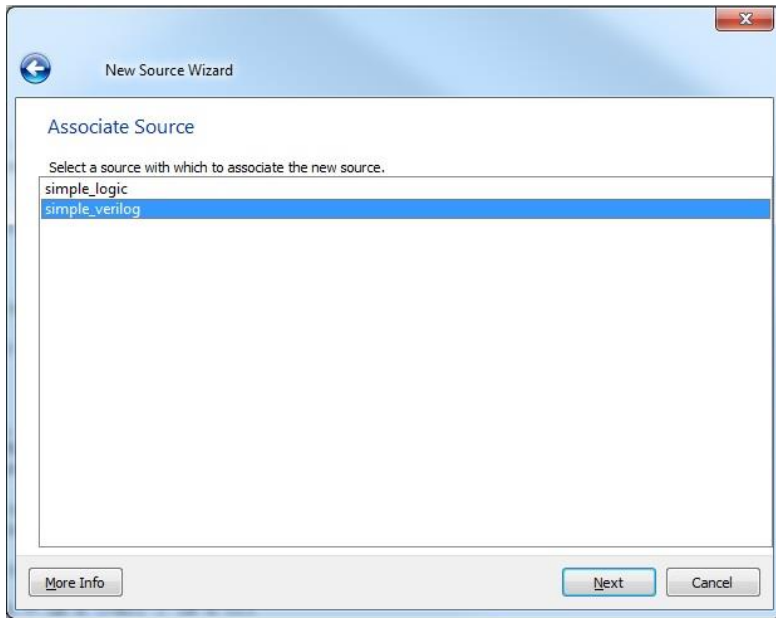 New Source Wizard
Associate Source
Select a source with which to associate the new source.
simple_logic
simple_verilog
More Info
Next
Cancel